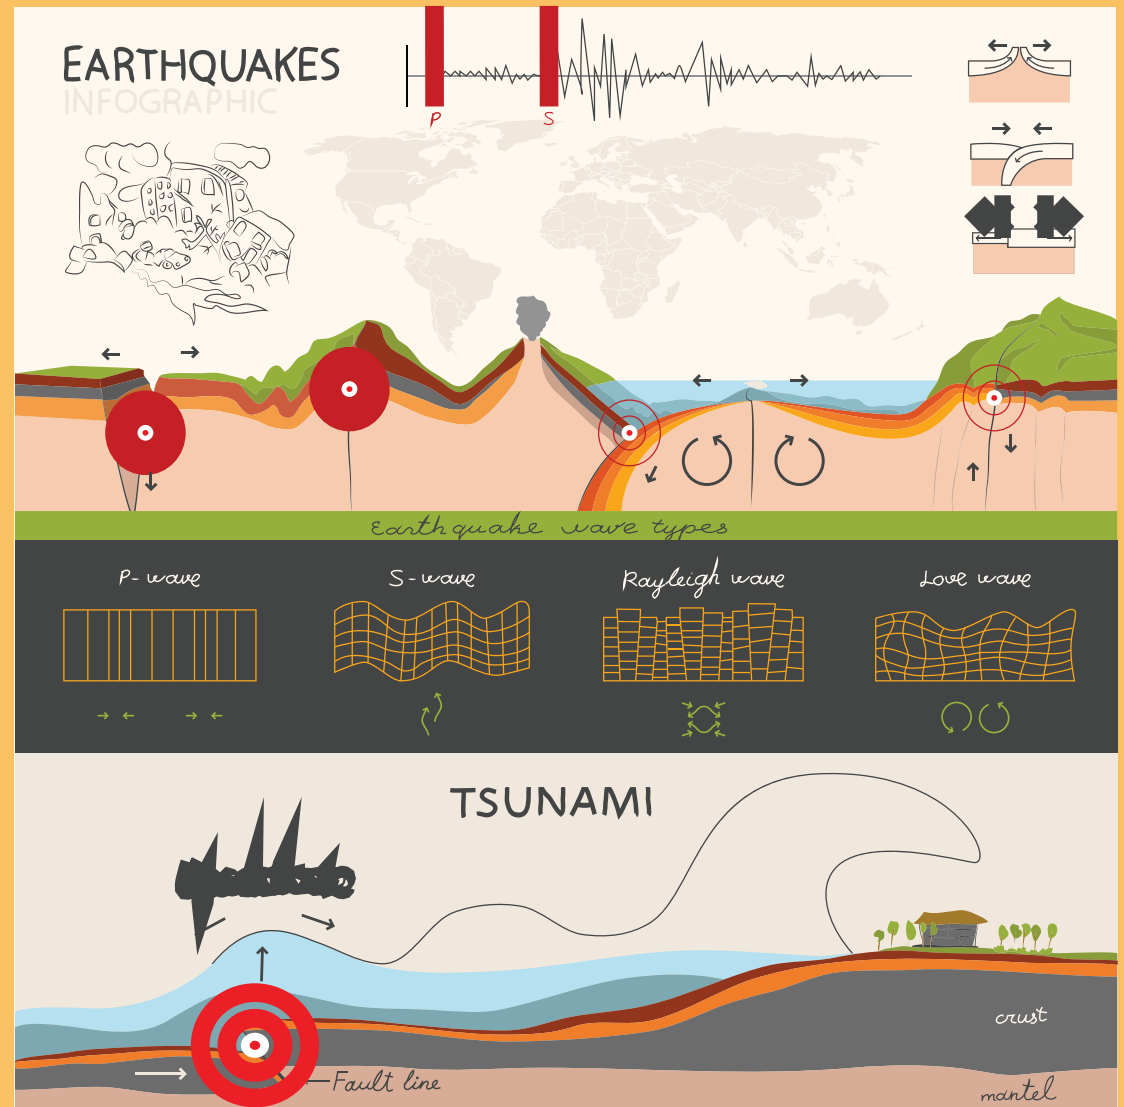 EARTHQUAKES
INFOGRAPHIC
P
S
Earthquake wave types
P-wave
S-wave
Rayleigh wave
Love wave
TSUNAMI
crust
Fault line
mantel